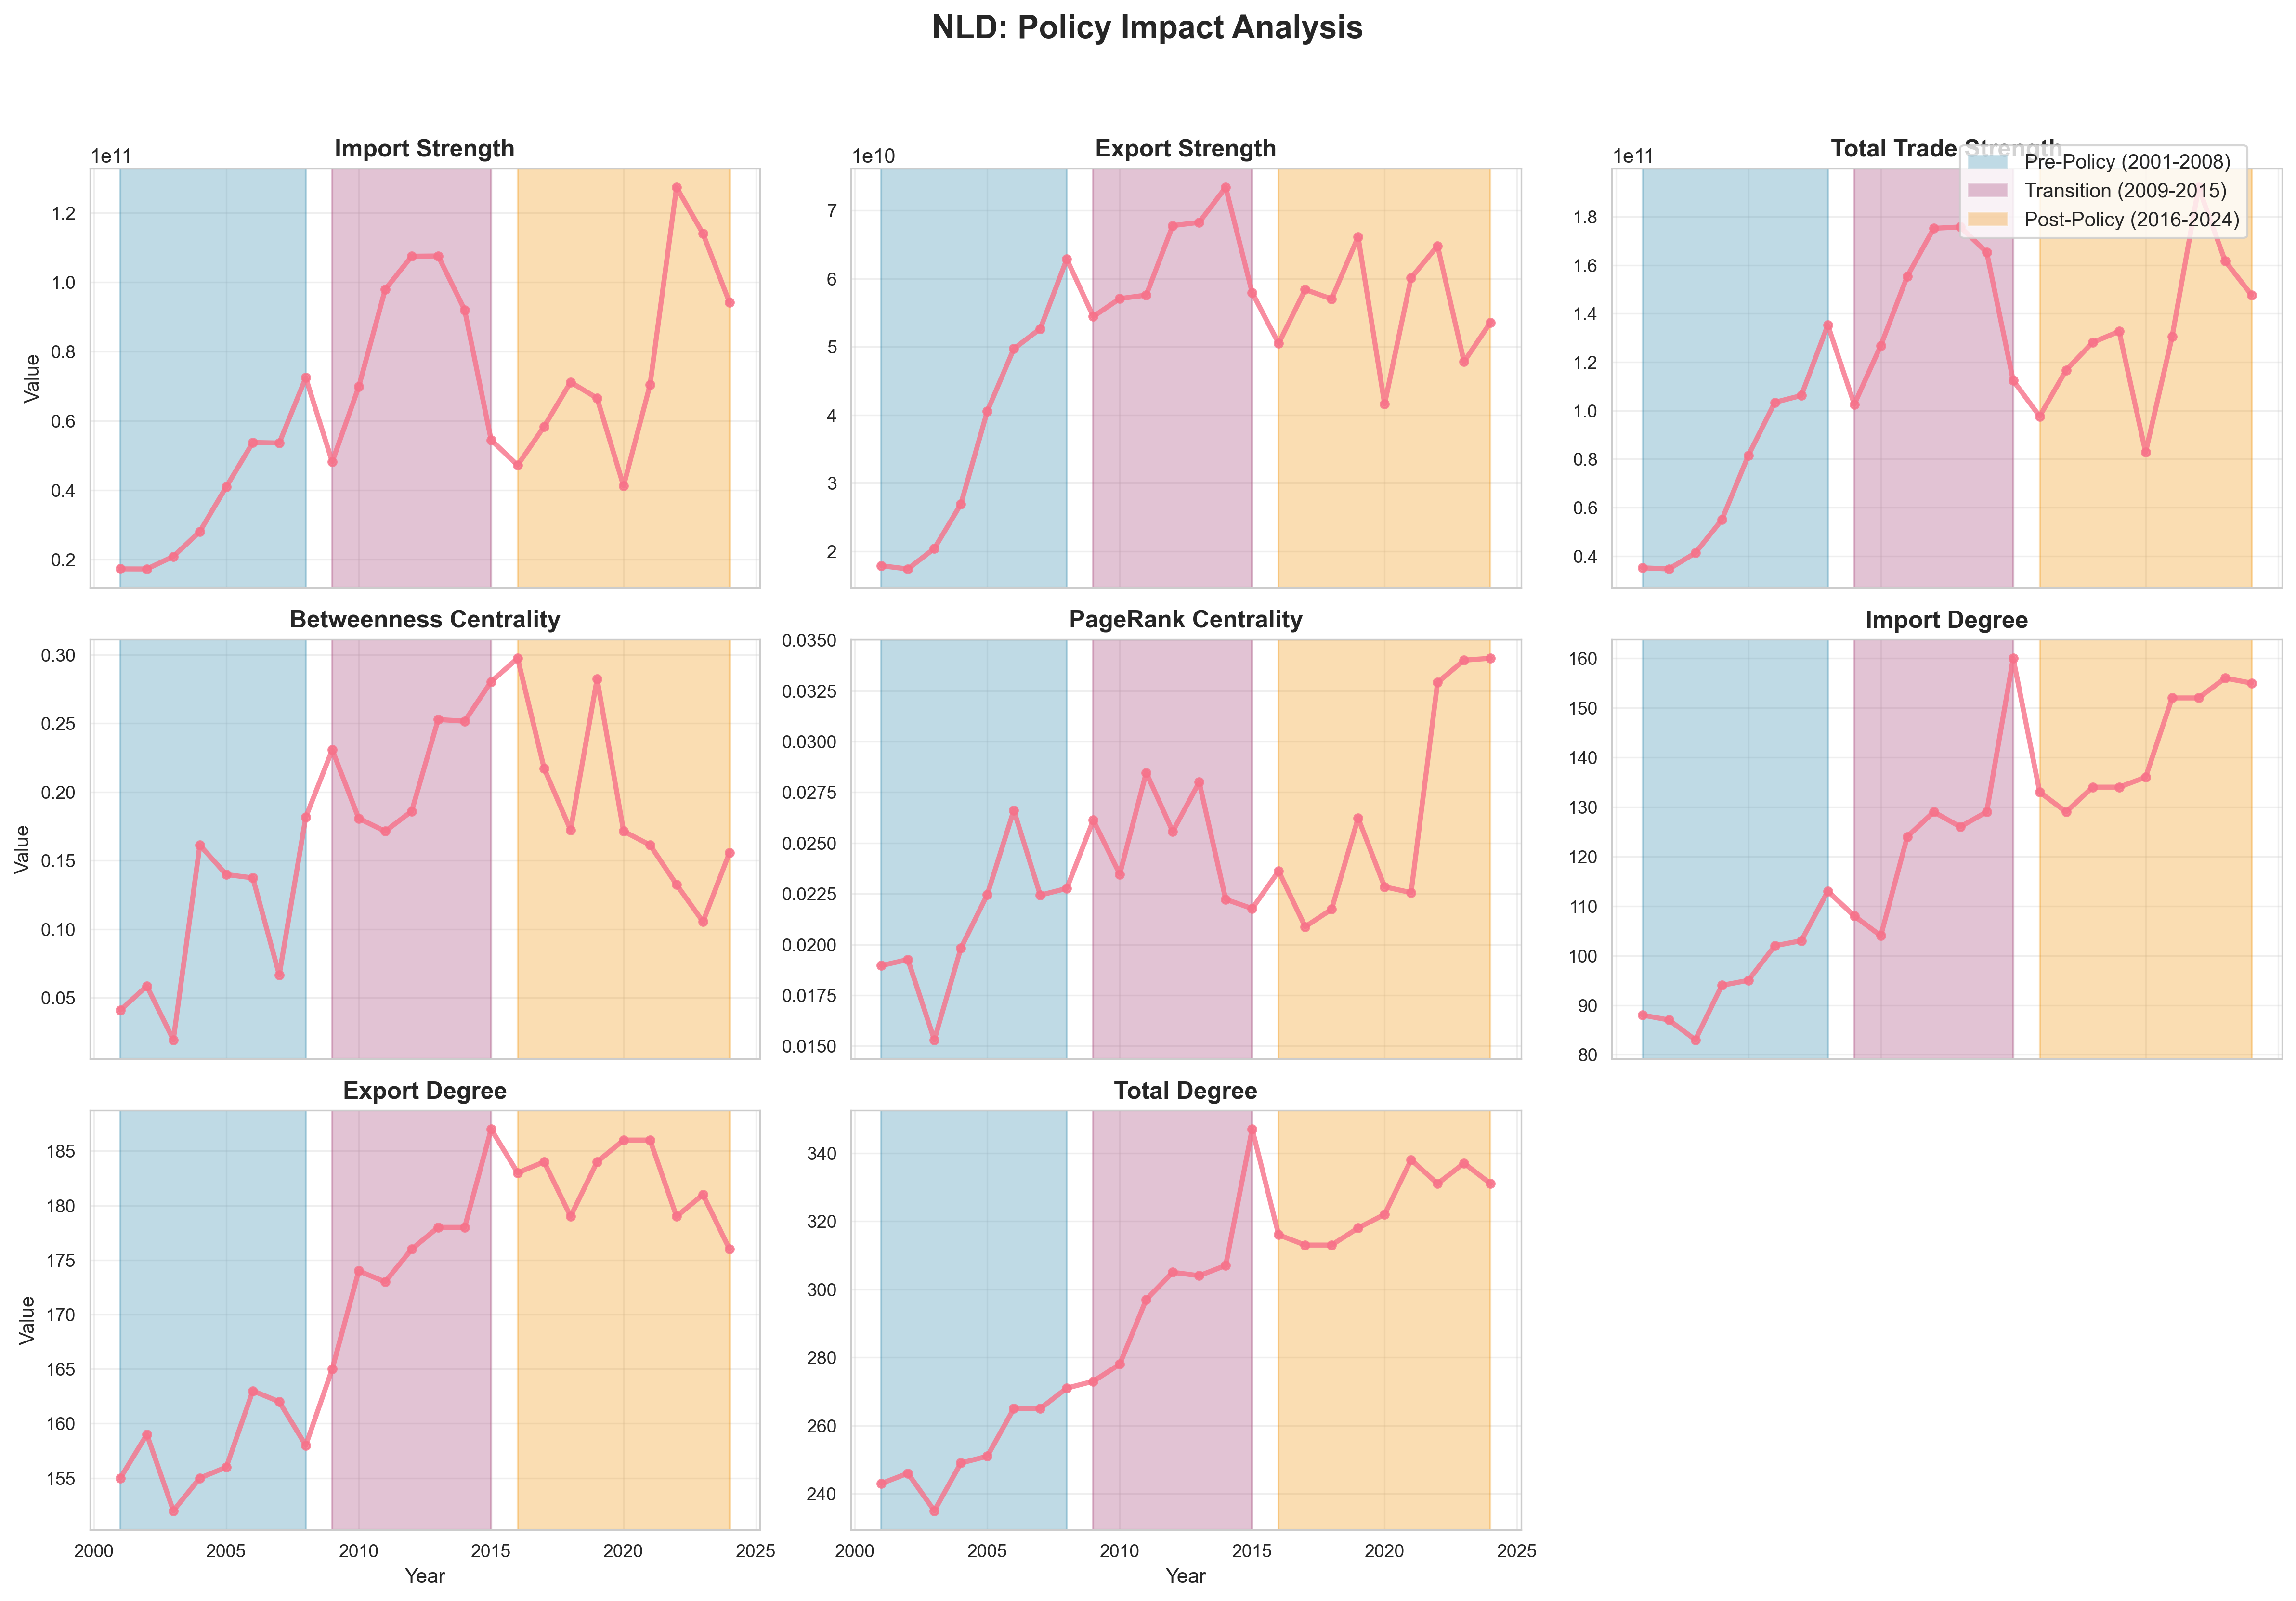 NLD: Policy Impact Analysis
Import Strength
1e11
1.2
1.0
0.8
0.6
0.4
0.2
Value
Export Strength
1e10
7
6
5
4
3
2
Total Trade Strength
1e11
1.8
1.6
1.4
1.2
1.0
0.8
0.6
0.4
Pre-Policy (2001-2008)
Transition (2009-2015)
Post-Policy (2016-2024)
Betweenness Centrality
0.30
0.25
0.20
0.15
0.10
0.05
Value
PageRank Centrality
0.0350
0.0325
0.0300
0.0275
0.0250
0.0225
0.0200
0.0175
0.0150
Import Degree
160
150
140
130
120
110
100
90
80
Export Degree
185
180
175
170
165
160
155
Value
2000 2005 2010 2015 2020 2025
Year
Total Degree
340
320
300
280
260
240
2000 2005 2010 2015 2020 2025
Year